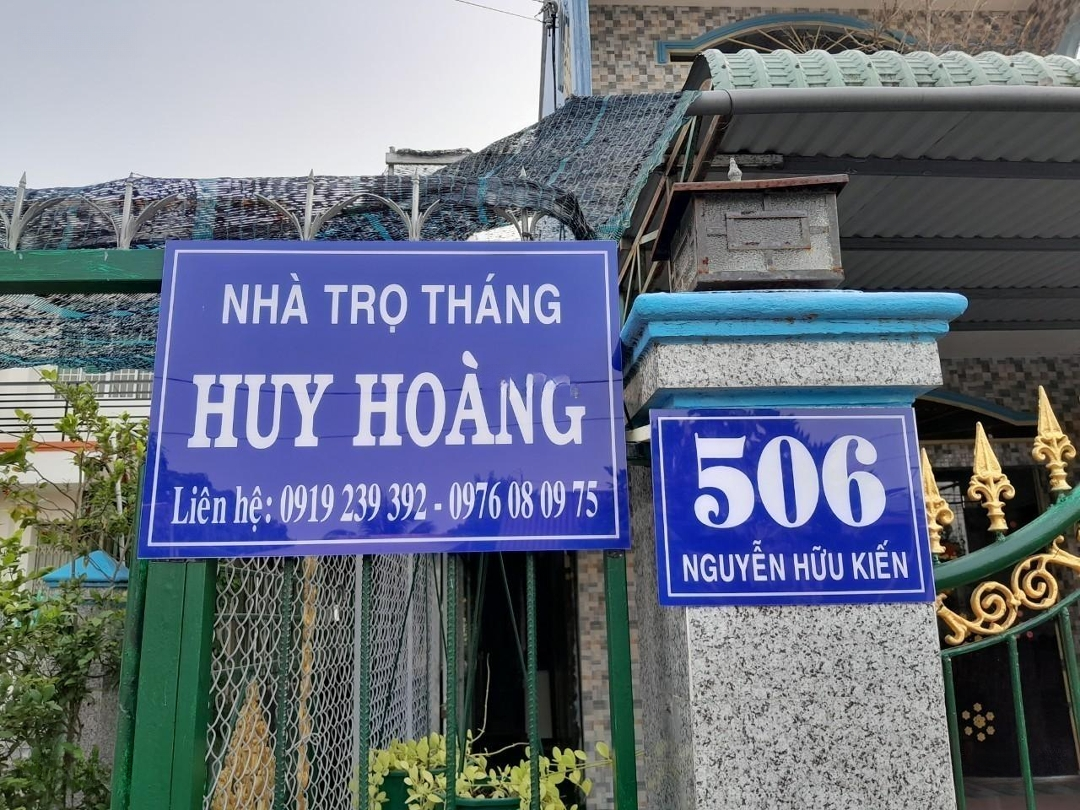 NHÀ TRỌ THÁNG
HUY HOÀNG
Liên hệ: 0919 239 392 - 0976 08 09 75
506
NGUYỄN HỮU KIẾN